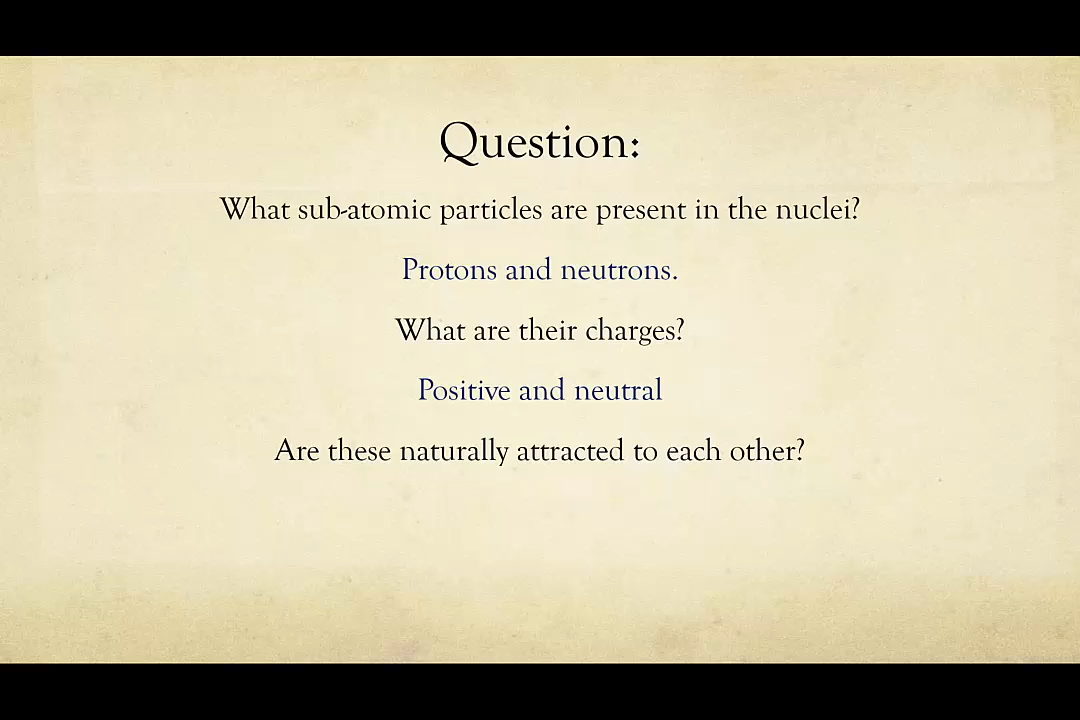 Question:
What sub-atomic particles are present in the nuclei?
Protons and neutrons.
What are their charges?
Positive and neutral
Are these naturally attracted to each other?